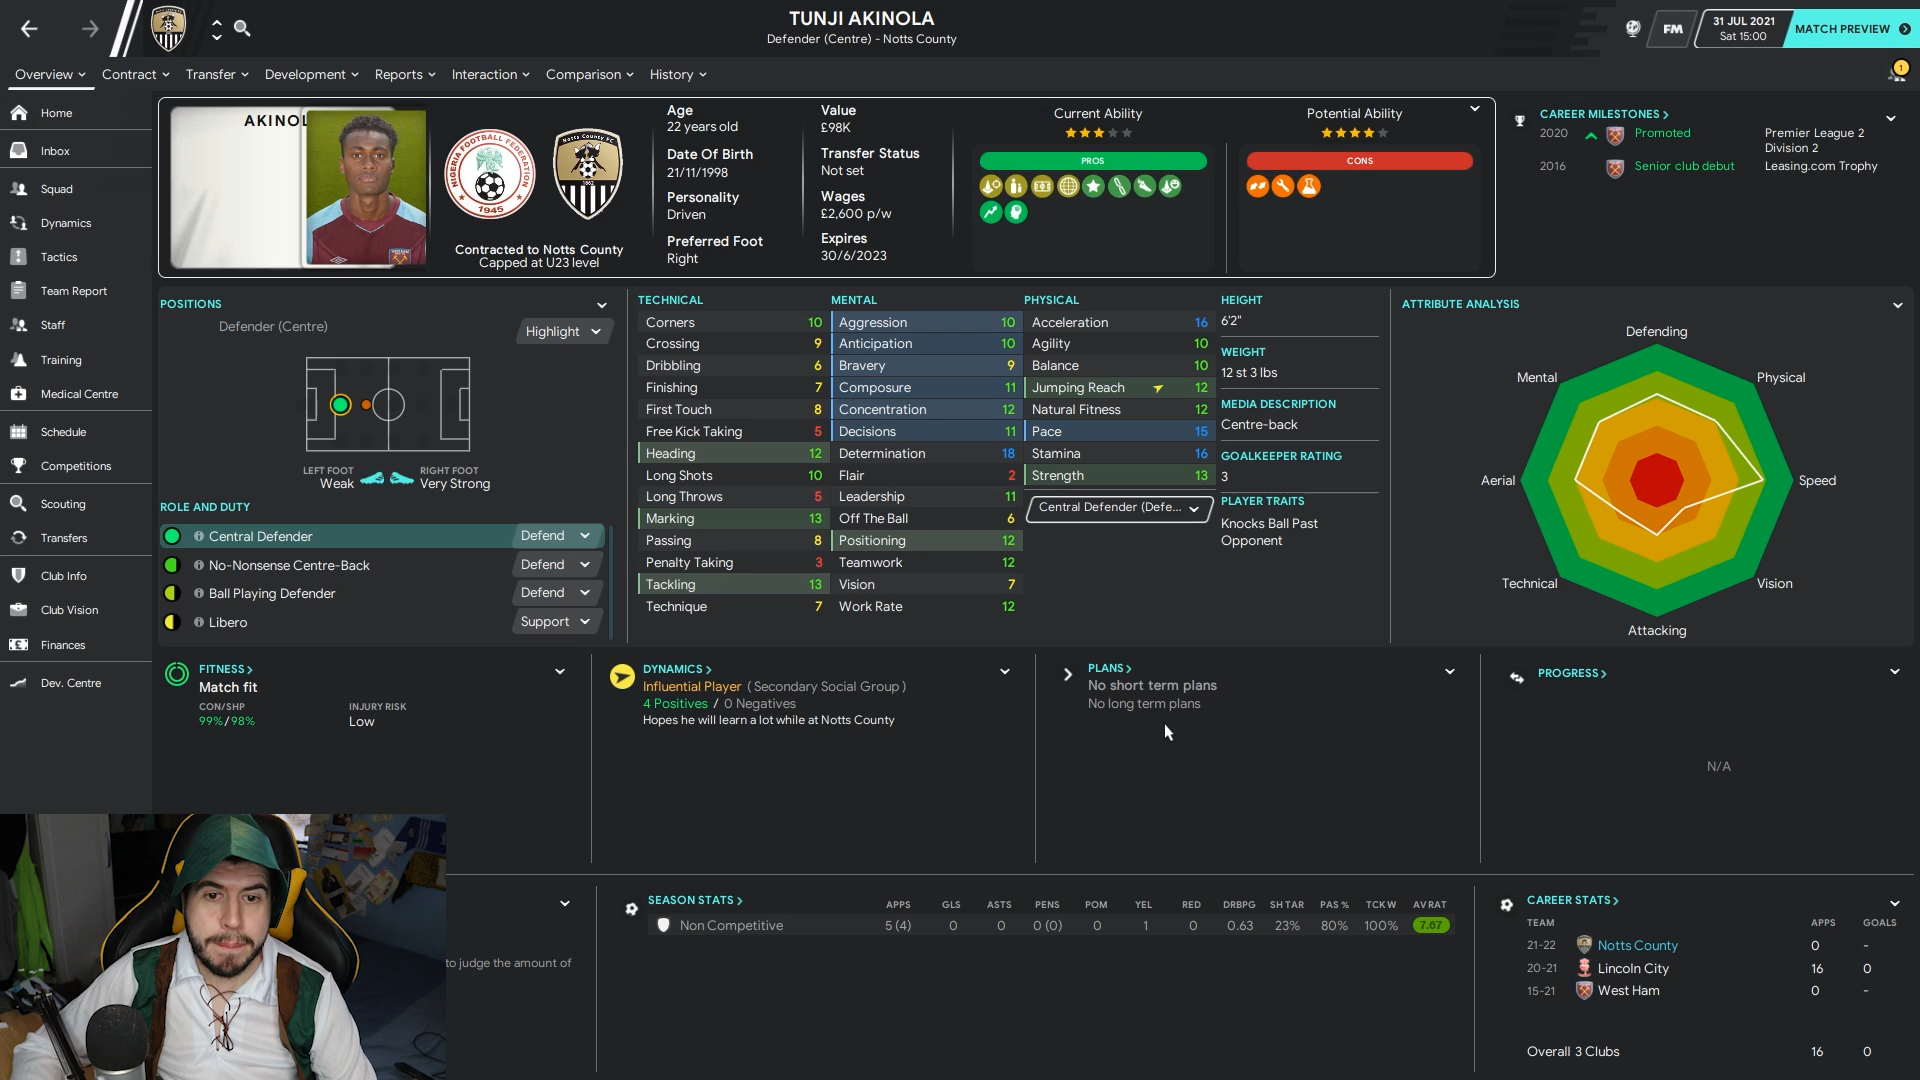 TUNJI AKINOLA
Defender (Centre) - Notts County
FM
31 JUL 2021
Sat 15:00
MATCH PREVIEW
Overview
Contract
Transfer
Development
Reports
Interaction
Comparison
History
1
Home
Inbox
Squad
Dynamics
Tactics
Team Report
Staff
Training
Medical Centre
Schedule
Competitions
Scouting
Transfers
Club Info
Club Vision
Finances
Dev. Centre
AKINOL
NIGERIA FOOTBALL FEDERATION
1945
Notts County FC
1862
Contracted to Notts County
Capped at U23 level
Age
22 years old
Date Of Birth
21/11/1998
Personality
Driven
Preferred Foot
Right
Value
£98K
Transfer Status
Not set
Wages
£2,600 p/w
Expires
30/6/2023
Current Ability
PROS
Potential Ability
CONS
CAREER MILESTONES
2020 Promoted Premier League 2
Division 2
2016 Senior club debut Leasing.com Trophy
POSITIONS
Defender (Centre)
Highlight
LEFT FOOT
Weak
RIGHT FOOT
Very Strong
ROLE AND DUTY
Central Defender Defend
No-Nonsense Centre-Back Defend
Ball Playing Defender Defend
Libero Support
TECHNICAL
Corners 10
Crossing 9
Dribbling 6
Finishing 7
First Touch 8
Free Kick Taking 5
Heading 12
Long Shots 10
Long Throws 5
Marking 13
Passing 8
Penalty Taking 3
Tackling 13
Technique 7
MENTAL
Aggression 10
Anticipation 10
Bravery 9
Composure 11
Concentration 12
Decisions 11
Determination 18
Flair 2
Leadership 11
Off The Ball 6
Positioning 12
Teamwork 12
Vision 7
Work Rate 12
PHYSICAL
Acceleration 16
Agility 10
Balance 10
Jumping Reach 12
Natural Fitness 12
Pace 15
Stamina 16
Strength 13
Central Defender (Defe...
HEIGHT
6'2"
WEIGHT
12 st 3 lbs
MEDIA DESCRIPTION
Centre-back
GOALKEEPER RATING
3
PLAYER TRAITS
Knocks Ball Past
Opponent
ATTRIBUTE ANALYSIS
Defending
Mental
Physical
Aerial
Speed
Technical
Vision
Attacking
FITNESS
Match fit
CON/SHP
99%/98%
INJURY RISK
Low
DYNAMICS
Influential Player (Secondary Social Group)
4 Positives / 0 Negatives
Hopes he will learn a lot while at Notts County
PLANS
No short term plans
No long term plans
PROGRESS
N/A
to judge the amount of
SEASON STATS
APPS GLS ASTS PENS POM YEL RED DRBPG SH TAR PAS % TCK W AV RAT
Non Competitive 5 (4) 0 0 0 (0) 0 1 0 0.63 23% 80% 100% 7.67
CAREER STATS
TEAM APPS GOALS
21-22 Notts County 0 -
20-21 Lincoln City 16 0
15-21 West Ham 0 -
Overall 3 Clubs 16 0